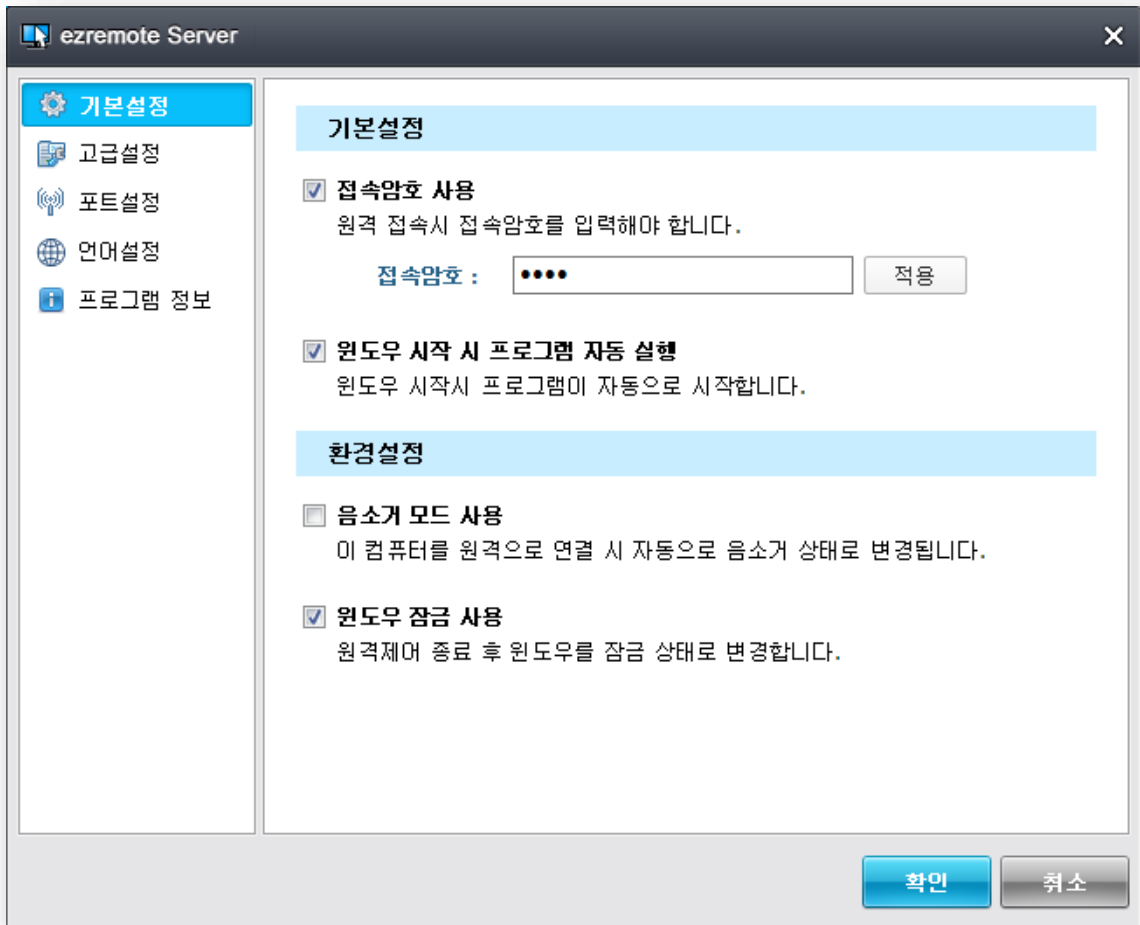 ezremote Server
기본설정
고급설정
포트설정
언어설정
프로그램 정보
기본설정
접속암호 사용
원격 접속시 접속암호를 입력해야 합니다.
접속암호 : ●●●● 적용
윈도우 시작 시 프로그램 자동 실행
윈도우 시작시 프로그램이 자동으로 시작합니다.
환경설정
음소거 모드 사용
이 컴퓨터를 원격으로 연결 시 자동으로 음소거 상태로 변경됩니다.
윈도우 잠금 사용
원격제어 종료 후 윈도우를 잠금 상태로 변경합니다.
확인 취소